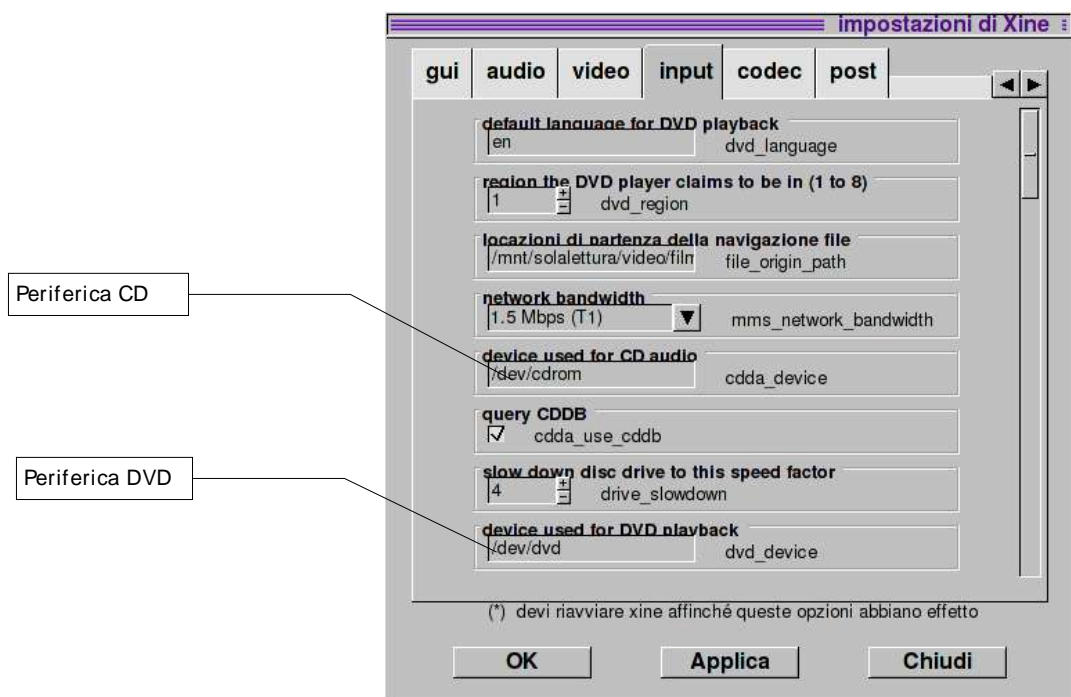 impostazioni di Xine
gui audio video input codec post
default language for DVD playback
en dvd_language
region the DVD player claims to be in (1 to 8)
1 dvd_region
locazioni di partenza della navigazione file
/mnt/solalettura/video/film file_origin_path
network bandwidth
1.5 Mbps (T1) mms_network_bandwidth
device used for CD audio
/dev/cdrom cdda_device
query CDDB
cdda_use_cddb
slow down disc drive to this speed factor
4 drive_slowdown
device used for DVD playback
/dev/dvd dvd_device
(*) devi riavviare xine affinché queste opzioni abbiano effetto
OK Applica Chiudi
Periferica CD
Periferica DVD